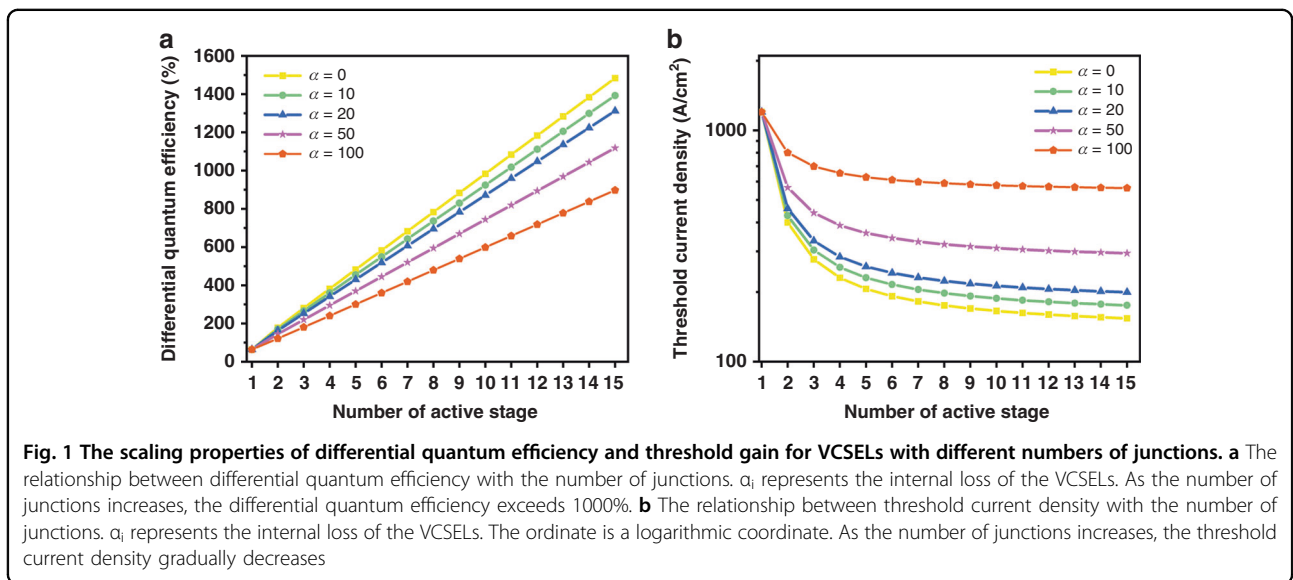 a
1600
1400
1200
1000
800
600
400
200
0
Differential quantum efficiency (%)
α = 0
α = 10
α = 20
α = 50
α = 100
1 2 3 4 5 6 7 8 9 10 11 12 13 14 15
Number of active stage
b
1000
100
Threshold current density (A/cm²)
α = 0
α = 10
α = 20
α = 50
α = 100
1 2 3 4 5 6 7 8 9 10 11 12 13 14 15
Number of active stage
Fig. 1 The scaling properties of differential quantum efficiency and threshold gain for VCSELs with different numbers of junctions. a The
relationship between differential quantum efficiency with the number of junctions. αᵢ represents the internal loss of the VCSELs. As the number of
junctions increases, the differential quantum efficiency exceeds 1000%. b The relationship between threshold current density with the number of
junctions. αᵢ represents the internal loss of the VCSELs. The ordinate is a logarithmic coordinate. As the number of junctions increases, the threshold
current density gradually decreases